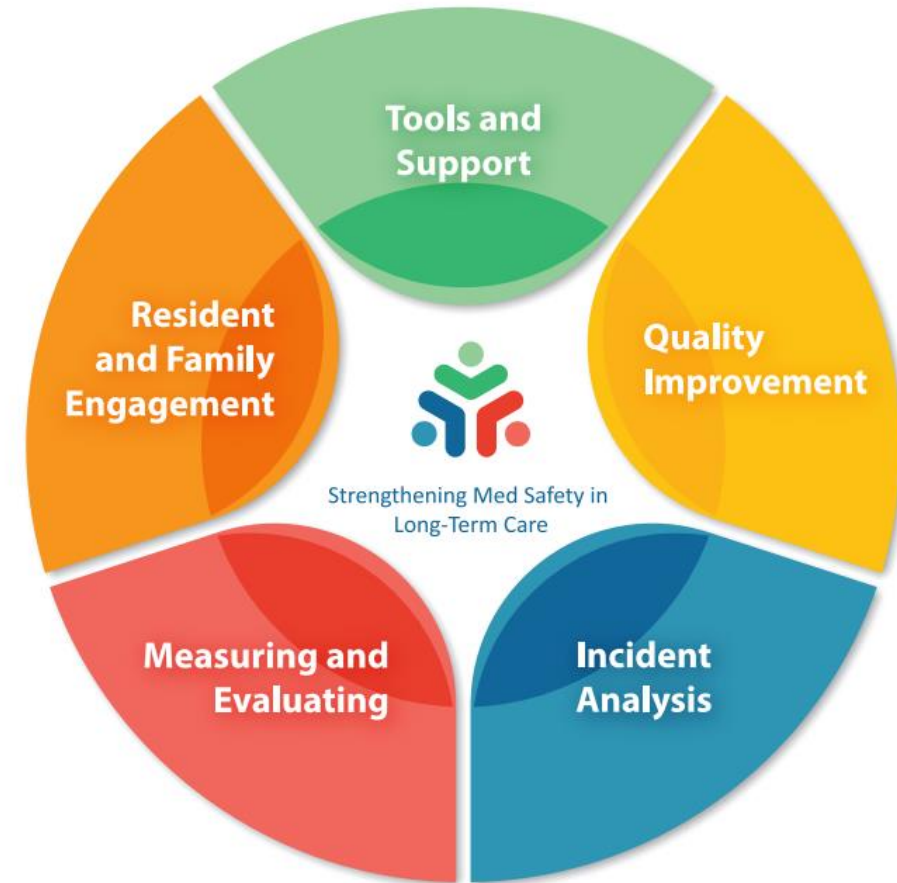 Tools and
Support
Quality
Improvement
Incident
Analysis
Measuring and
Evaluating
Resident
and Family
Engagement
Strengthening Med Safety in
Long-Term Care